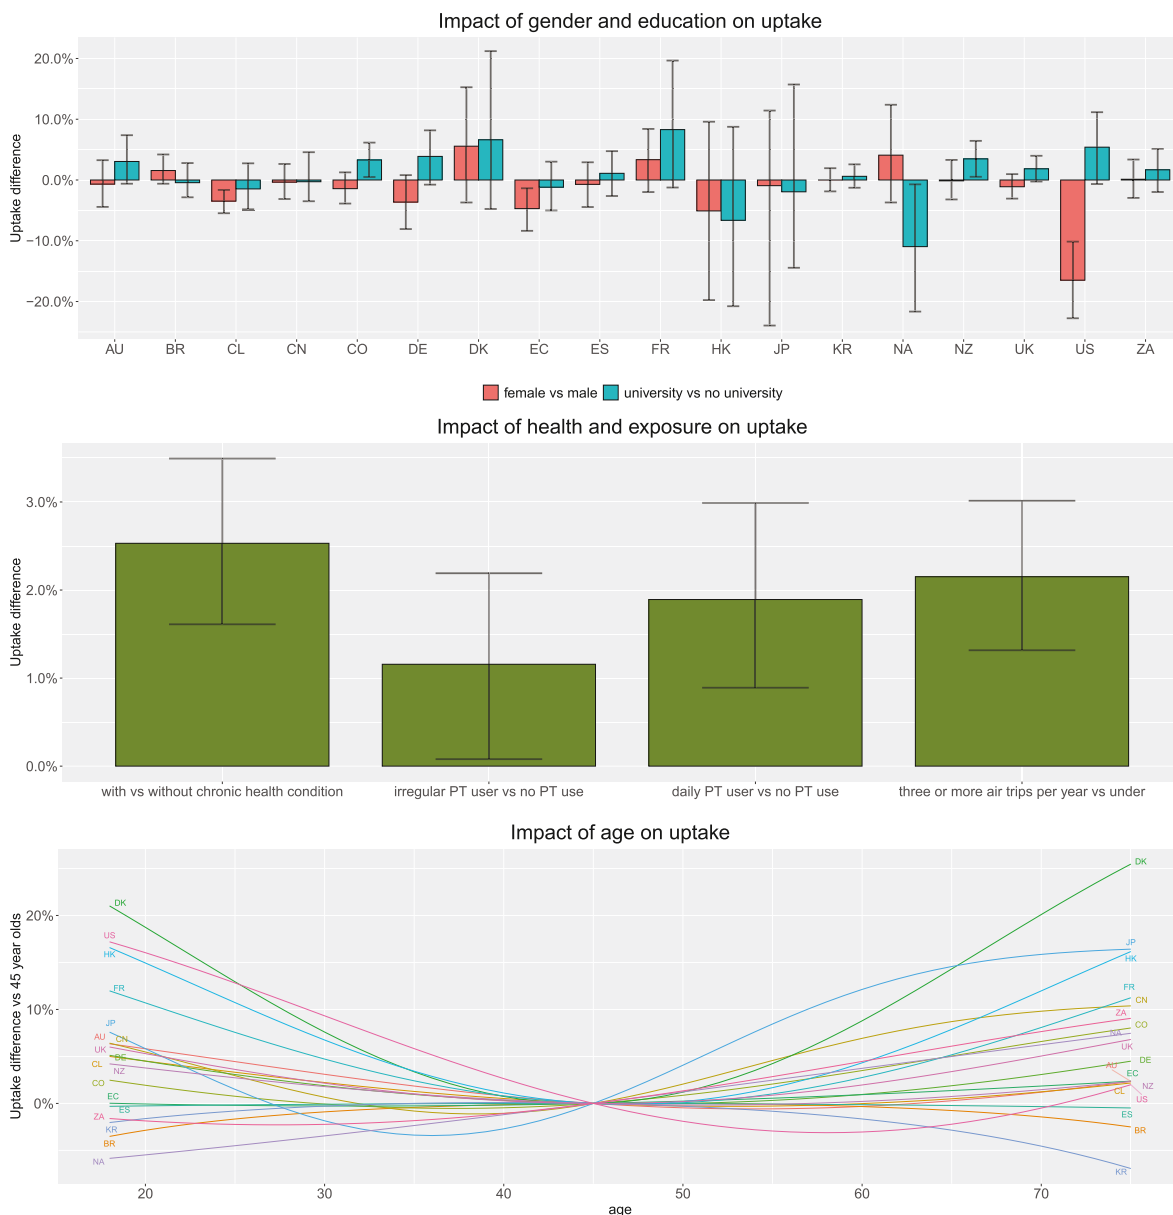 Impact of gender and education on uptake
Uptake difference
20.0%
10.0%
0.0%
−10.0%
−20.0%
AU BR CL CN CO DE DK EC ES FR HK JP KR NA NZ UK US ZA
female vs male university vs no university
Impact of health and exposure on uptake
Uptake difference
3.0%
2.0%
1.0%
0.0%
with vs without chronic health condition irregular PT user vs no PT use daily PT user vs no PT use three or more air trips per year vs under
Impact of age on uptake
Uptake difference vs 45 year olds
20%
10%
0%
DK
US
HK
FR
JP
AU
CN
UK
DE
CL
NZ
CO
EC
ES
ZA
KR
BR
NA
DK
JP
HK
FR
CN
ZA
CO
NA
UK
DE
AU
EC
NZ
CL
US
ES
BR
KR
20 30 40 50 60 70
age